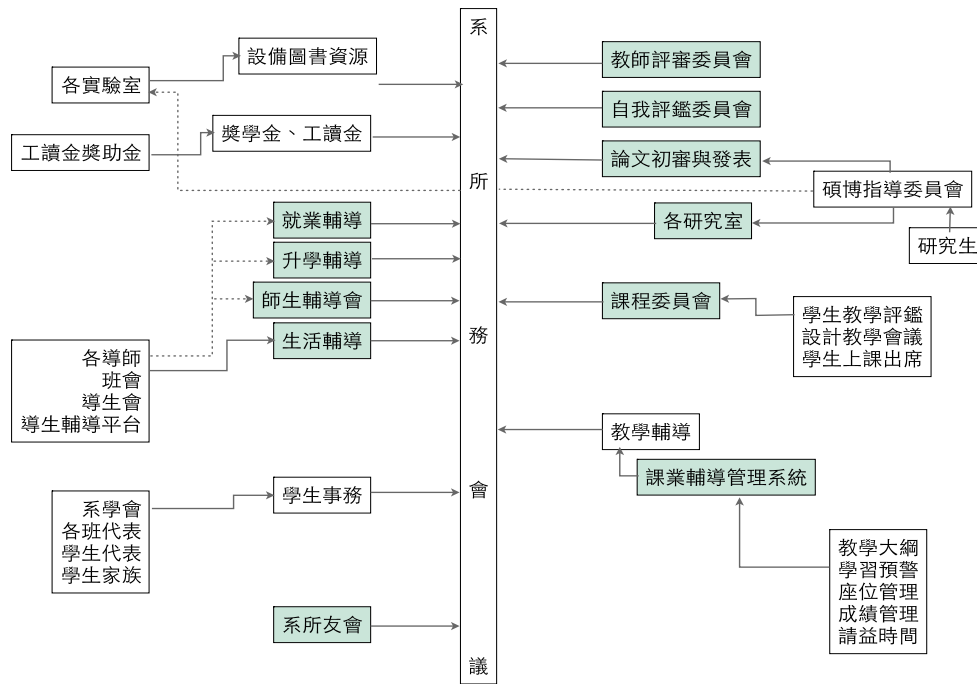 系所務會議
設備圖書資源
各實驗室
獎學金、工讀金
工讀金獎助金
就業輔導
升學輔導
師生輔導會
生活輔導
各導師
班會
導生會
導生輔導平台
學生事務
系學會
各班代表
學生代表
學生家族
系所友會
教師評審委員會
自我評鑑委員會
論文初審與發表
碩博指導委員會
各研究室
研究生
課程委員會
學生教學評鑑
設計教學會議
學生上課出席
教學輔導
課業輔導管理系統
教學大綱
學習預警
座位管理
成績管理
請益時間